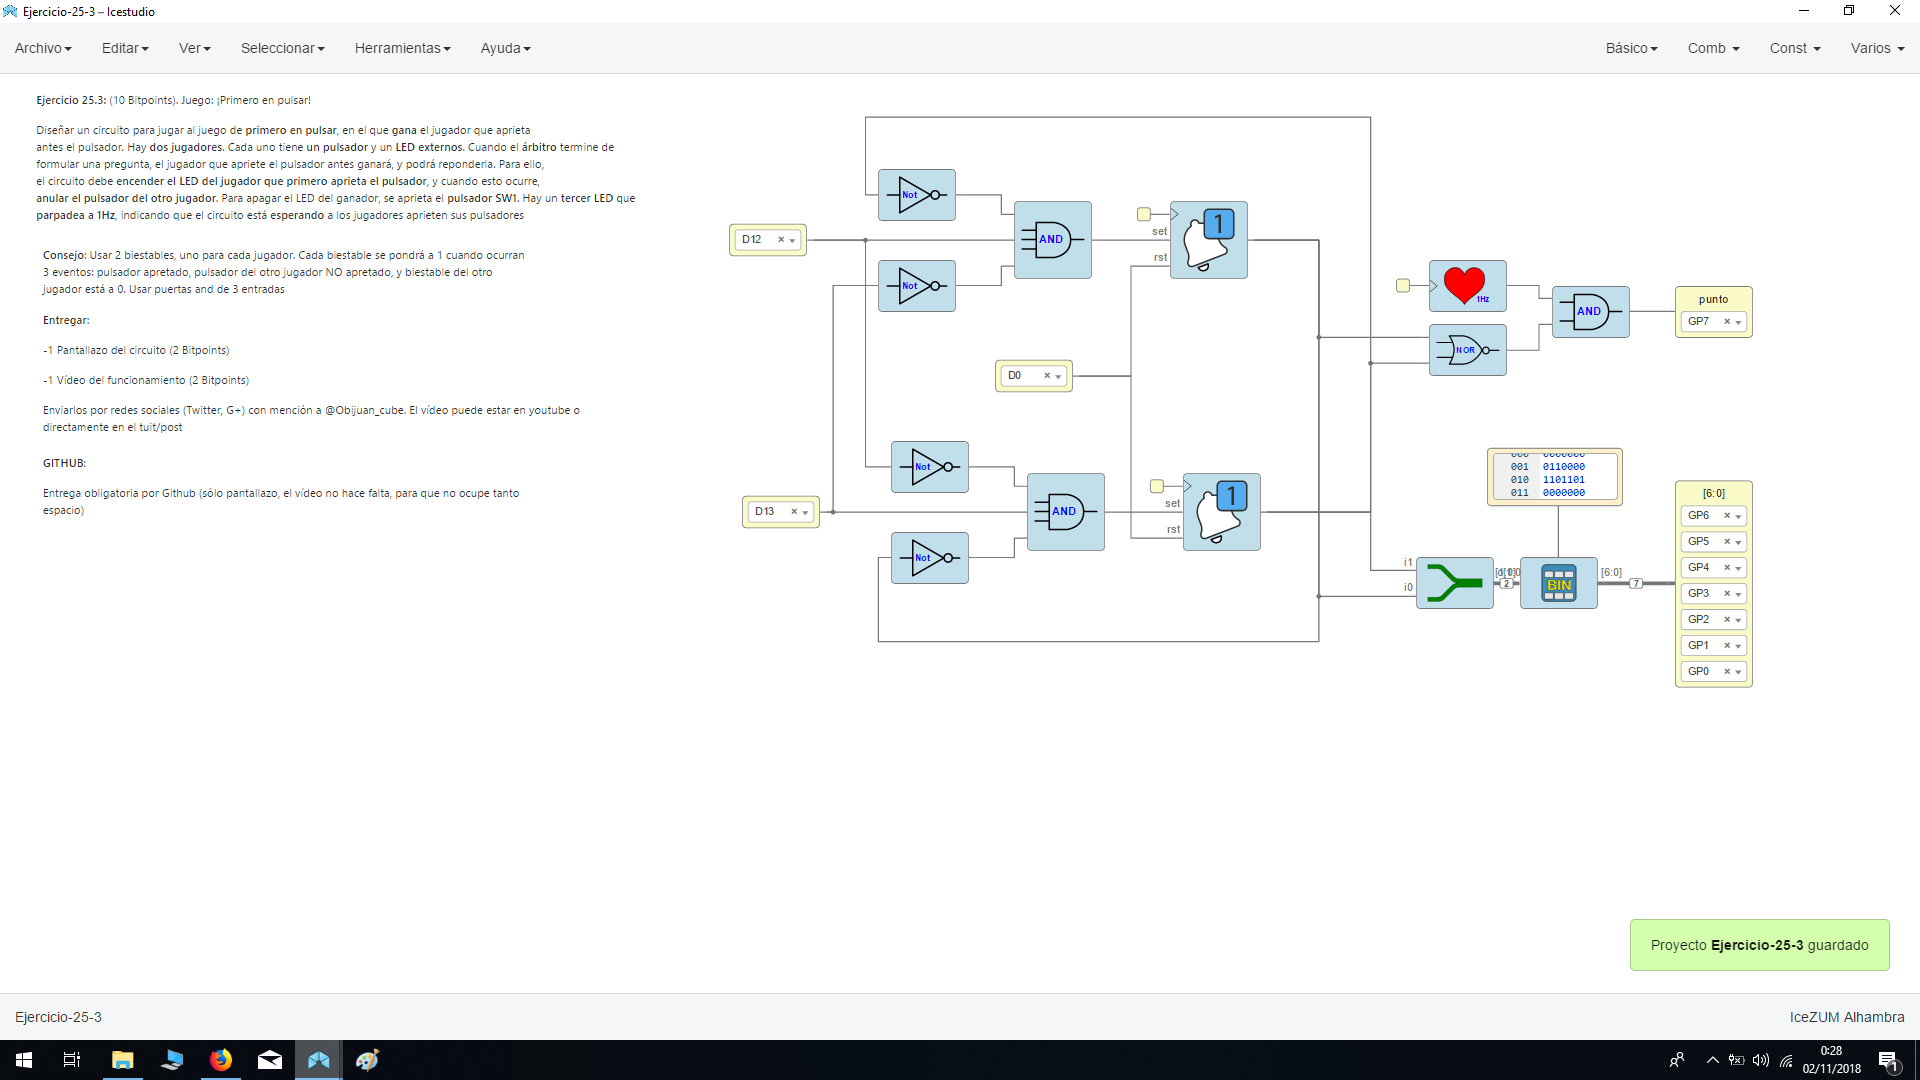 Ejercicio-25-3 – Icestudio
Archivo Editar Ver Seleccionar Herramientas Ayuda Básico Comb Const Varios
Ejercicio 25.3: (10 Bitpoints). Juego: ¡Primero en pulsar!
Diseñar un circuito para jugar al juego de primero en pulsar, en el que gana el jugador que aprieta
antes el pulsador. Hay dos jugadores. Cada uno tiene un pulsador y un LED externos. Cuando el árbitro termine de
formular una pregunta, el jugador que apriete el pulsador antes ganará, y podrá reponderla. Para ello,
el circuito debe encender el LED del jugador que primero aprieta el pulsador, y cuando esto ocurre,
anular el pulsador del otro jugador. Para apagar el LED del ganador, se aprieta el pulsador SW1. Hay un tercer LED que
parpadea a 1Hz, indicando que el circuito está esperando a los jugadores aprieten sus pulsadores
Consejo: Usar 2 biestables, uno para cada jugador. Cada biestable se pondrá a 1 cuando ocurran
3 eventos: pulsador apretado, pulsador del otro jugador NO apretado, y biestable del otro
jugador está a 0. Usar puertas and de 3 entradas
Entregar:
-1 Pantallazo del circuito (2 Bitpoints)
-1 Vídeo del funcionamiento (2 Bitpoints)
Enviarlos por redes sociales (Twitter, G+) con mención a @Obijuan_cube. El vídeo puede estar en youtube o
directamente en el tuit/post
GITHUB:
Entrega obligatoria por Github (sólo pantallazo, el vídeo no hace falta, para que no ocupe tanto
espacio)
Not
D12
AND
set
rst
1
Not
D0
Not
D13
AND
set
rst
1
Not
1Hz
NOR
AND
punto
GP7
001 0110000
010 1101101
011 0000000
i1
i0
2
BIN
[6:0]
7
[6:0]
GP6
GP5
GP4
GP3
GP2
GP1
GP0
Proyecto Ejercicio-25-3 guardado
Ejercicio-25-3
IceZUM Alhambra
0:28
02/11/2018
1